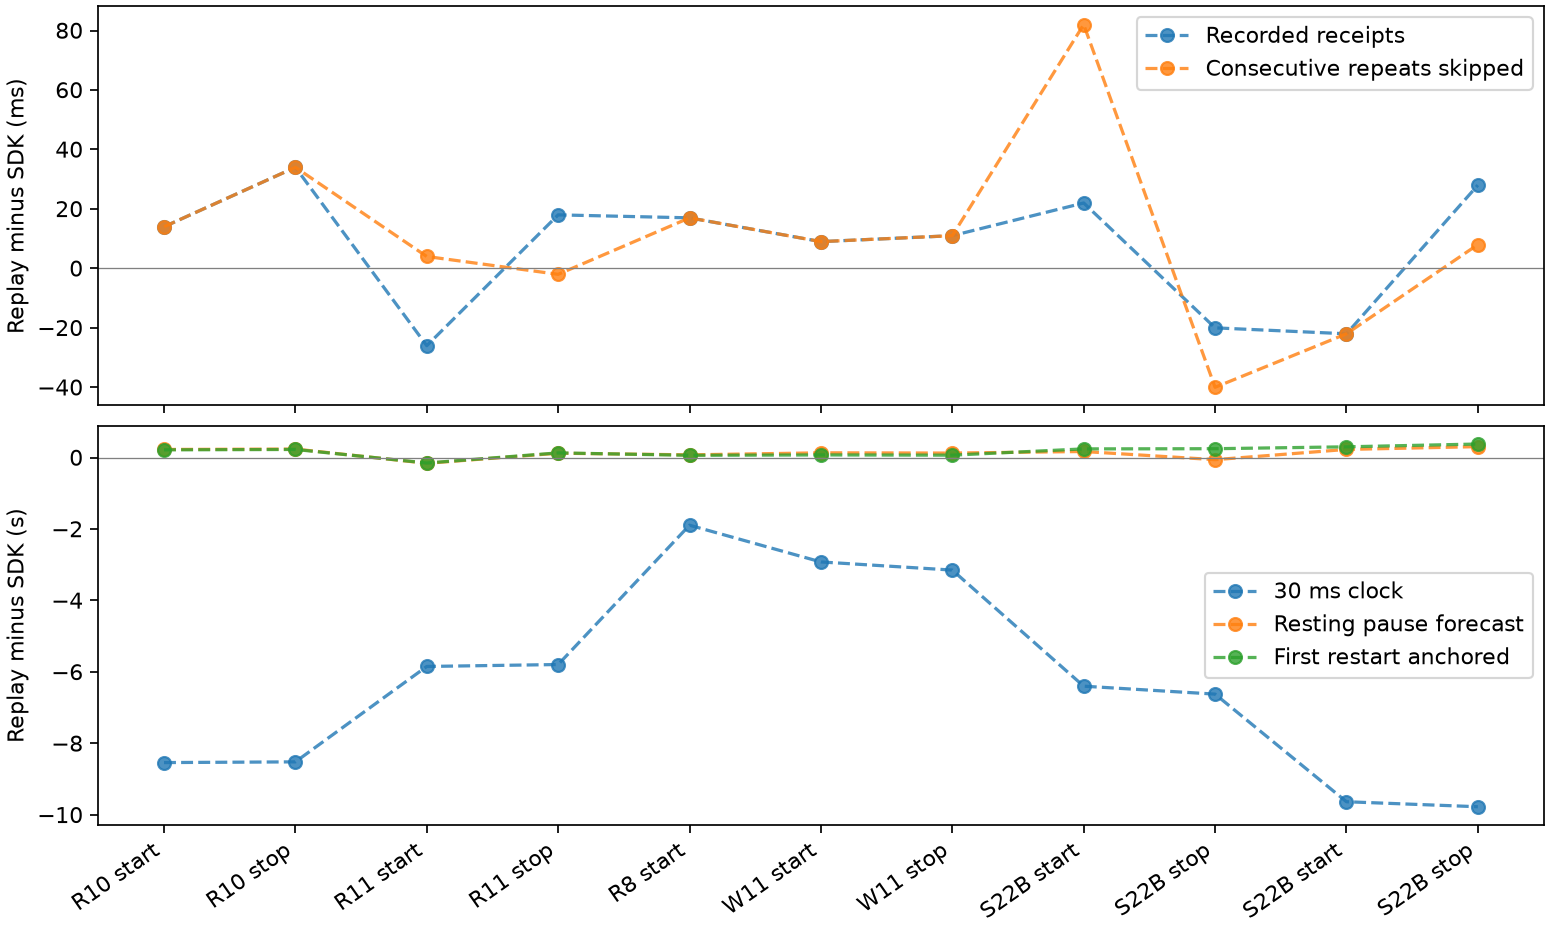 Replay minus SDK (ms)
80
60
40
20
0
−20
−40
Recorded receipts
Consecutive repeats skipped
Replay minus SDK (s)
0
−2
−4
−6
−8
−10
30 ms clock
Resting pause forecast
First restart anchored
R10 start
R10 stop
R11 start
R11 stop
R8 start
W11 start
W11 stop
S22B start
S22B stop
S22B start
S22B stop